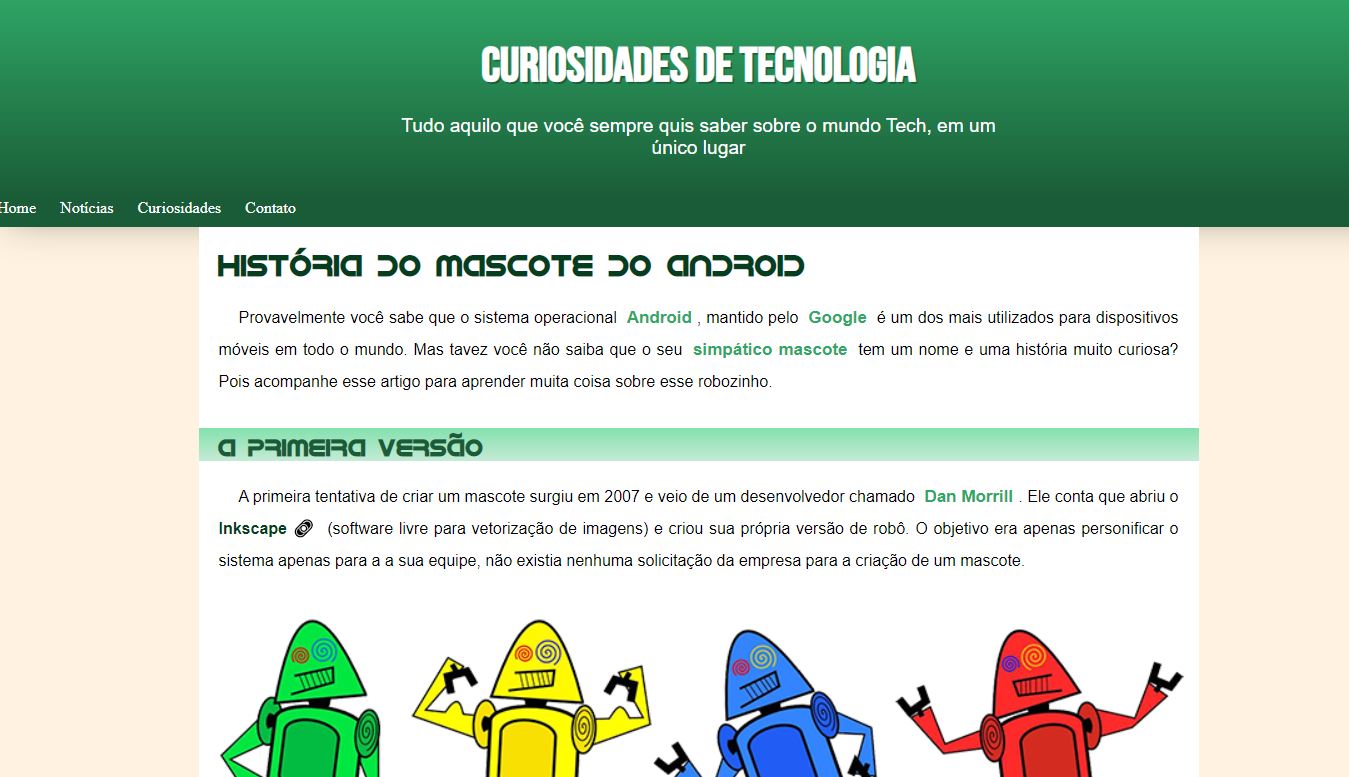 CURIOSIDADES DE TECNOLOGIA
Tudo aquilo que você sempre quis saber sobre o mundo Tech, em um
único lugar
Home Notícias Curiosidades Contato
HISTÓRIA DO MASCOTE DO ANDROID
Provavelmente você sabe que o sistema operacional Android , mantido pelo Google é um dos mais utilizados para dispositivos
móveis em todo o mundo. Mas tavez você não saiba que o seu simpático mascote tem um nome e uma história muito curiosa?
Pois acompanhe esse artigo para aprender muita coisa sobre esse robozinho.
A PRIMEIRA VERSÃO
A primeira tentativa de criar um mascote surgiu em 2007 e veio de um desenvolvedor chamado Dan Morrill . Ele conta que abriu o
Inkscape (software livre para vetorização de imagens) e criou sua própria versão de robô. O objetivo era apenas personificar o
sistema apenas para a a sua equipe, não existia nenhuma solicitação da empresa para a criação de um mascote.